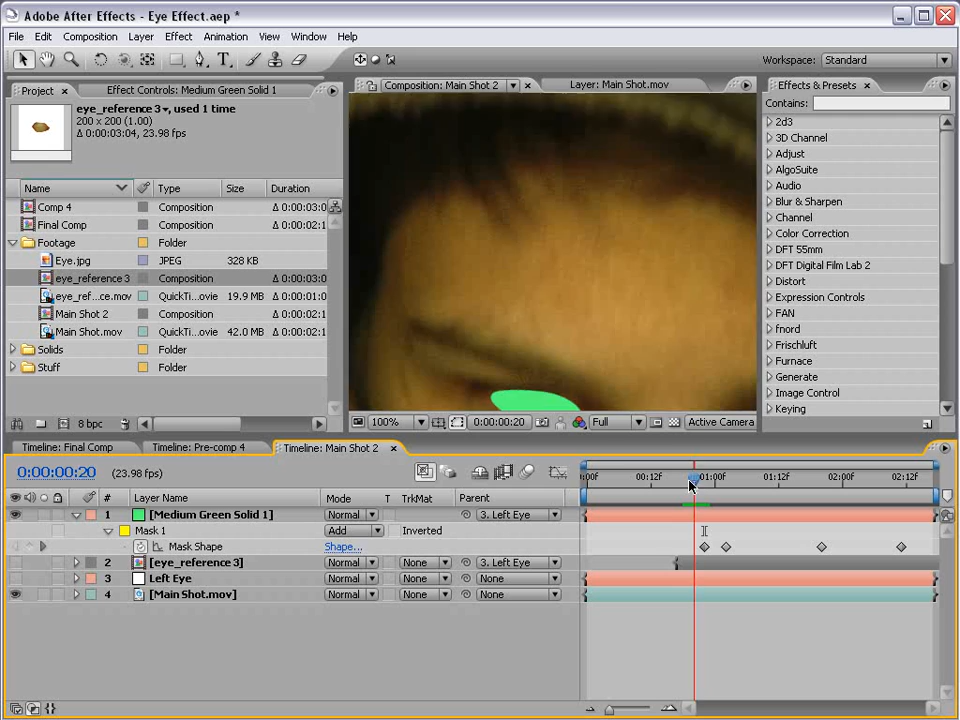 Adobe After Effects - Eye Effect.aep *
File Edit Composition Layer Effect Animation View Window Help
Workspace: Standard
Project × Effect Controls: Medium Green Solid 1
Composition: Main Shot 2 × Layer: Main Shot.mov
Effects & Presets ×
eye_reference 3, used 1 time
200 x 200 (1.00)
Δ 0:00:03:04, 23.98 fps
Contains:
Name Type Size Duration
Comp 4 Composition Δ 0:00:03:0
Final Comp Composition Δ 0:00:02:1
Footage Folder
Eye.jpg JPEG 328 KB
eye_reference 3 Composition Δ 0:00:03:0
eye_ref...ce.mov QuickTi...ovie 19.9 MB Δ 0:00:01:0
Main Shot 2 Composition Δ 0:00:02:1
Main Shot.mov QuickTi...ovie 42.0 MB Δ 0:00:02:1
Solids Folder
Stuff Folder
8 bpc
2d3
3D Channel
Adjust
AlgoSuite
Audio
Blur & Sharpen
Channel
Color Correction
DFT 55mm
DFT Digital Film Lab 2
Distort
Expression Controls
FAN
fnord
Frischluft
Furnace
Generate
Image Control
Keying
100% 0:00:00:20 Full Active Camera
Timeline: Final Comp Timeline: Pre-comp 4 Timeline: Main Shot 2 ×
0:00:00:20 (23.98 fps)
:00f 00:12f 01:00f 01:12f 02:00f 02:12f
# Layer Name Mode T TrkMat Parent
1 [Medium Green Solid 1] Normal 3. Left Eye
Mask 1 Add Inverted
Mask Shape Shape...
2 [eye_reference 3] Normal None 3. Left Eye
3 Left Eye Normal None None
4 [Main Shot.mov] Normal None None